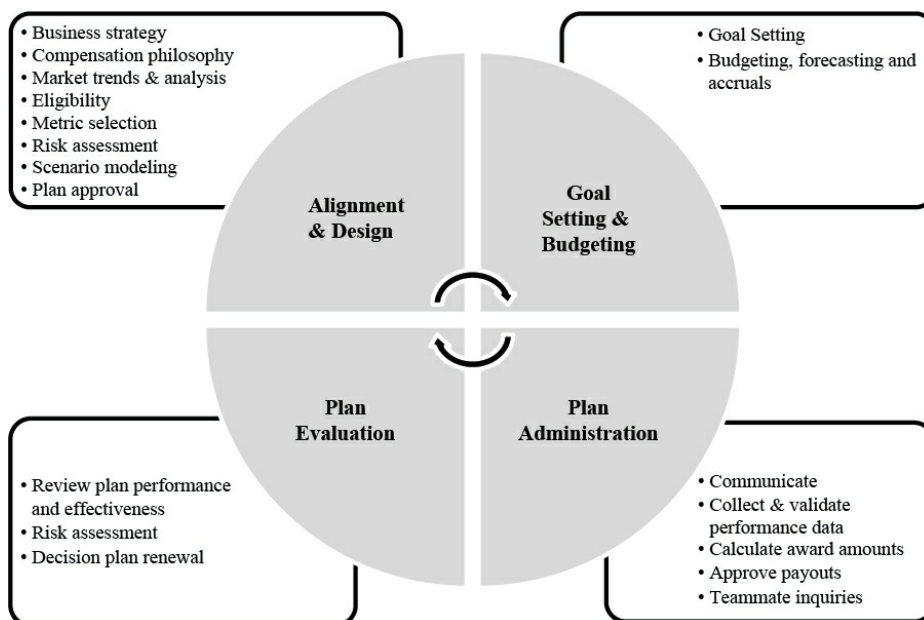 • Business strategy
• Compensation philosophy
• Market trends & analysis
• Eligibility
• Metric selection
• Risk assessment
• Scenario modeling
• Plan approval
• Goal Setting
• Budgeting, forecasting and
accruals
Alignment
& Design
Goal
Setting &
Budgeting
Plan
Evaluation
Plan
Administration
• Review plan performance
and effectiveness
• Risk assessment
• Decision plan renewal
• Communicate
• Collect & validate
performance data
• Calculate award amounts
• Approve payouts
• Teammate inquiries